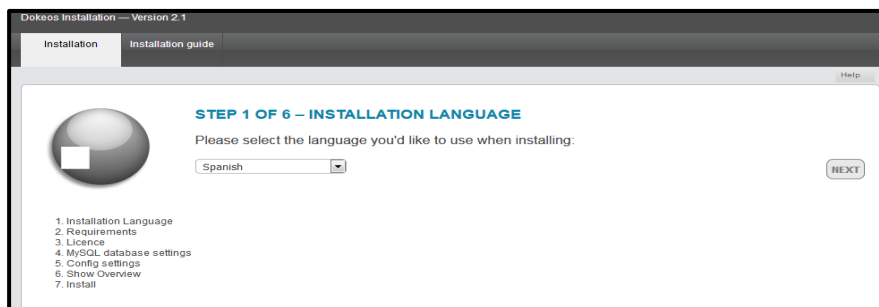 Dokeos Installation — Version 2.1
Installation
Installation guide
Help
STEP 1 OF 6 – INSTALLATION LANGUAGE
Please select the language you'd like to use when installing:
Spanish
NEXT
1. Installation Language
2. Requirements
3. Licence
4. MySQL database settings
5. Config settings
6. Show Overview
7. Install